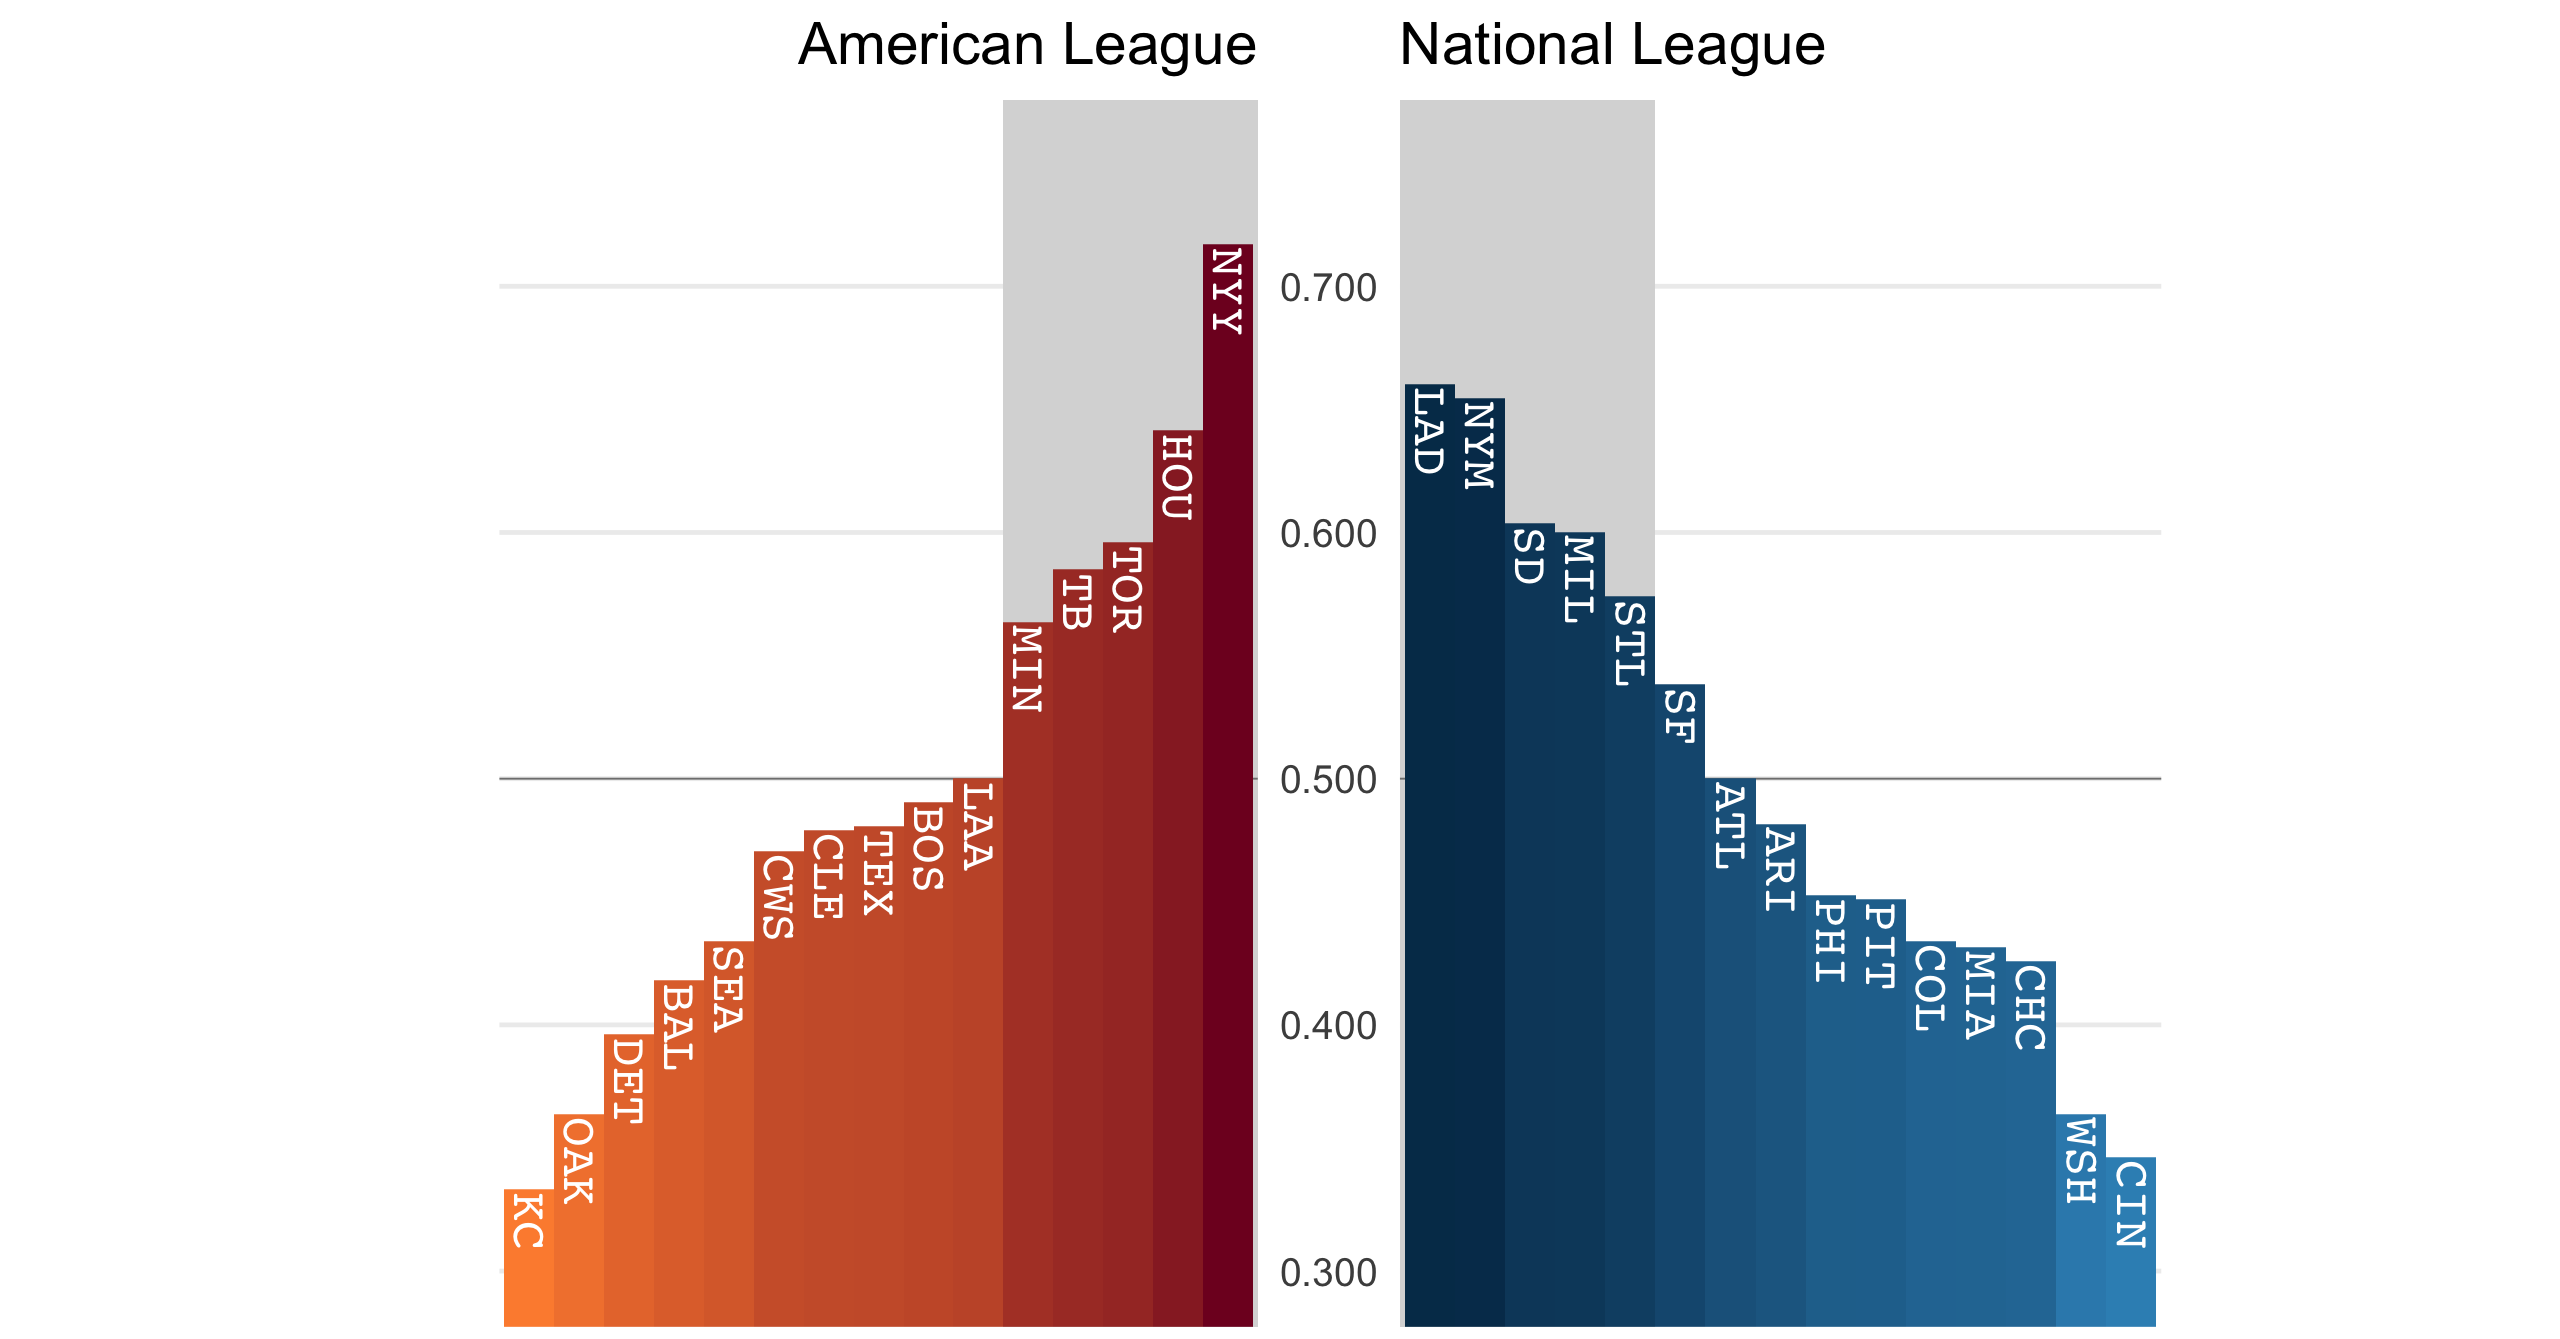 American League
National League
0.700
0.600
0.500
0.400
0.300
KC
OAK
DET
BAL
SEA
CWS
CLE
TEX
BOS
LAA
MIN
TB
TOR
HOU
NYY
LAD
NYM
SD
MIL
STL
SF
ATL
ARI
PHI
PIT
COL
MIA
CHC
WSH
CIN